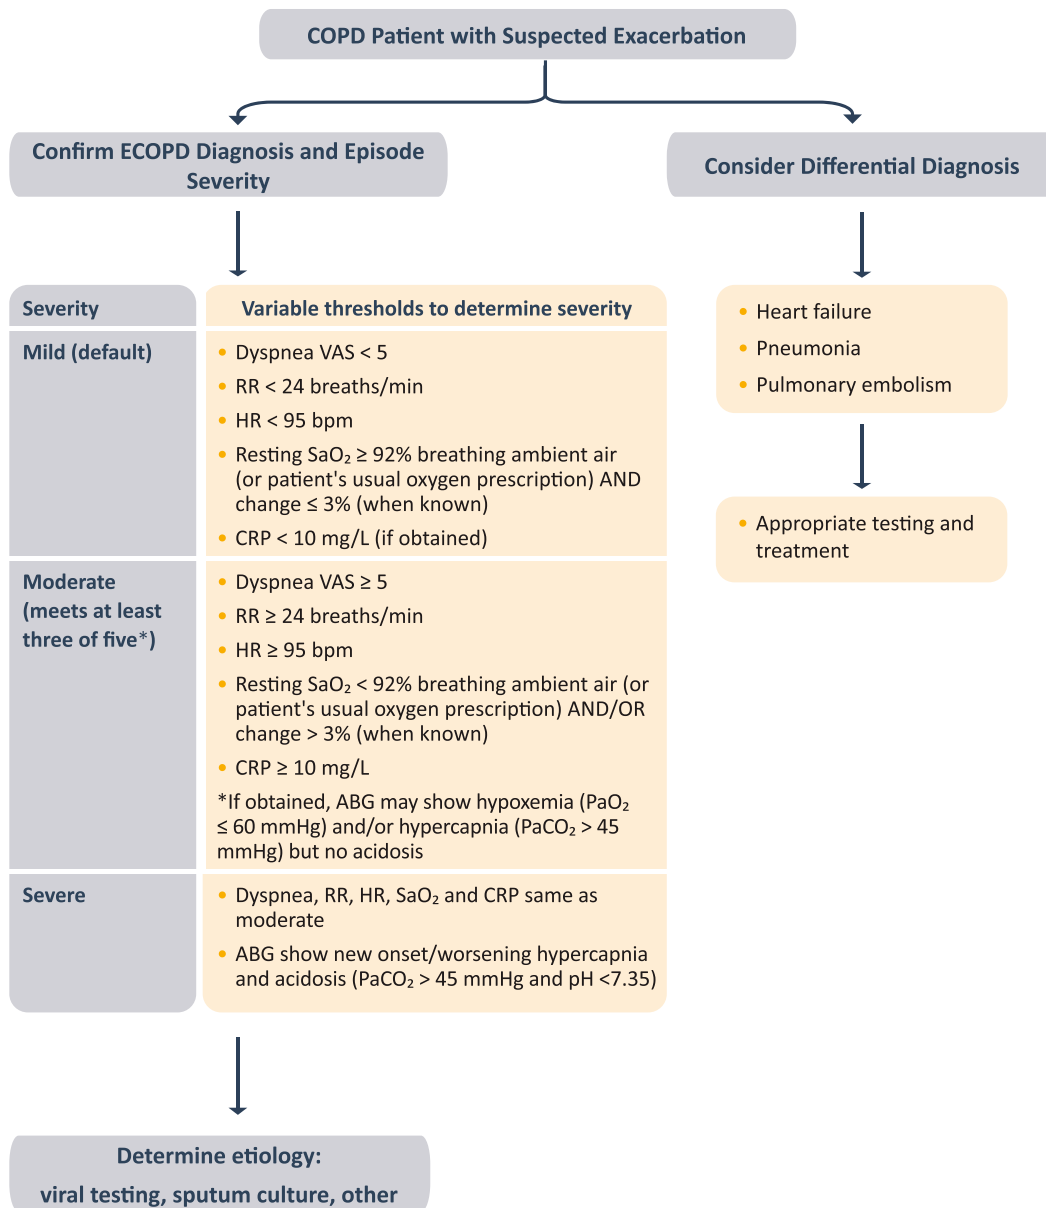 COPD Patient with Suspected Exacerbation
Confirm ECOPD Diagnosis and Episode
Severity
Consider Differential Diagnosis
Severity
Variable thresholds to determine severity
Mild (default)
• Dyspnea VAS < 5
• RR < 24 breaths/min
• HR < 95 bpm
• Resting SaO₂ ≥ 92% breathing ambient air
(or patient's usual oxygen prescription) AND
change ≤ 3% (when known)
• CRP < 10 mg/L (if obtained)
Moderate
(meets at least
three of five*)
• Dyspnea VAS ≥ 5
• RR ≥ 24 breaths/min
• HR ≥ 95 bpm
• Resting SaO₂ < 92% breathing ambient air (or
patient's usual oxygen prescription) AND/OR
change > 3% (when known)
• CRP ≥ 10 mg/L
*If obtained, ABG may show hypoxemia (PaO₂
≤ 60 mmHg) and/or hypercapnia (PaCO₂ > 45
mmHg) but no acidosis
Severe
• Dyspnea, RR, HR, SaO₂ and CRP same as
moderate
• ABG show new onset/worsening hypercapnia
and acidosis (PaCO₂ > 45 mmHg and pH <7.35)
Determine etiology:
viral testing, sputum culture, other
• Heart failure
• Pneumonia
• Pulmonary embolism
• Appropriate testing and
treatment